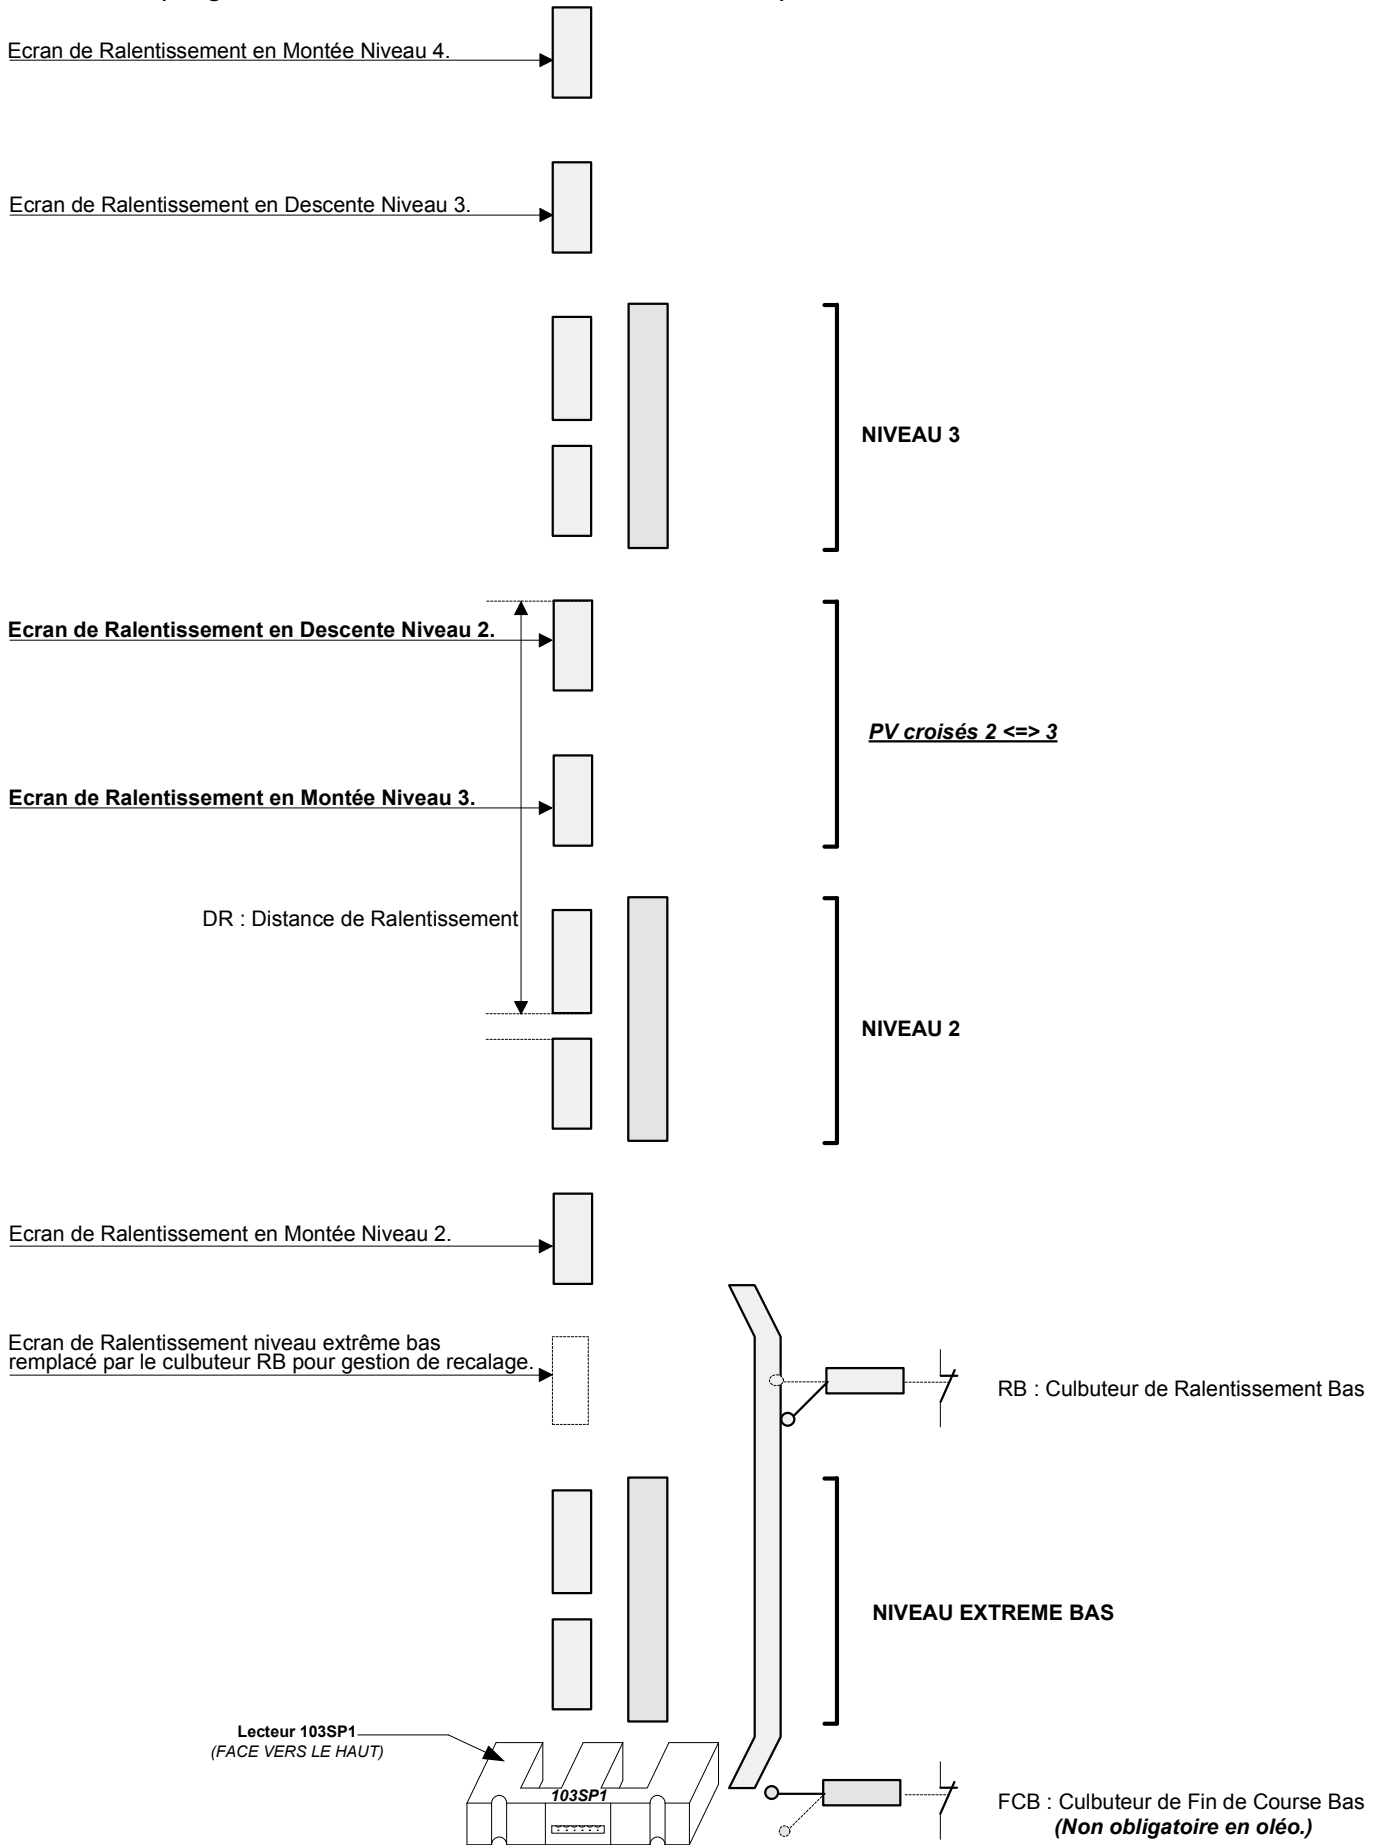 Ecran de Ralentissement en Montée Niveau 4.
Ecran de Ralentissement en Descente Niveau 3.
NIVEAU 3
Ecran de Ralentissement en Descente Niveau 2.
PV croisés 2 <=> 3
Ecran de Ralentissement en Montée Niveau 3.
DR : Distance de Ralentissement
NIVEAU 2
Ecran de Ralentissement en Montée Niveau 2.
Ecran de Ralentissement niveau extrême bas
remplacé par le culbuteur RB pour gestion de recalage.
RB : Culbuteur de Ralentissement Bas
NIVEAU EXTREME BAS
Lecteur 103SP1
(FACE VERS LE HAUT)
103SP1
FCB : Culbuteur de Fin de Course Bas
(Non obligatoire en oléo.)